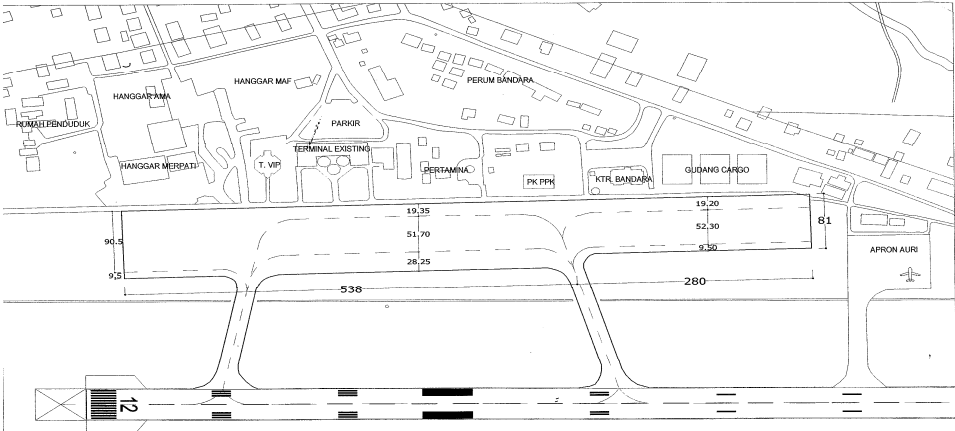 HANGGAR MAF
PERUM BANDARA
HANGGAR AMA
RUMAH PENDUDUK
PARKIR
TERMINAL EXISTING
HANGGAR MERPATI
T. VIP
PERTAMINA
PK PPK
KTR. BANDARA
GUDANG CARGO
19.35
19.20
81
90.5
51.70
52.30
9.50
APRON AURI
28.25
9.5
538
280
12